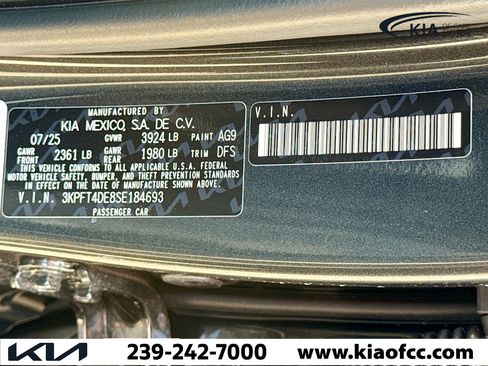 KIA OF CAPE CORAL
MANUFACTURED BY
KIA MEXICO, S.A. DE C.V.
07/25 GVWR 3924 LB PAINT AG9
GAWR FRONT 2361 LB GAWR REAR 1980 LB TRIM DFS
THIS VEHICLE CONFORMS TO ALL APPLICABLE FEDERAL
MOTOR VEHICLE SAFETY, BUMPER, AND THEFT PREVENTION STANDARDS
IN EFFECT ON THE DATE OF MANUFACTURE SHOWN ABOVE.
V.I.N. 3KPFT4DE8SE184693
PASSENGER CAR
V.I.N.
KIA 239-242-7000 www.kiaofcc.com